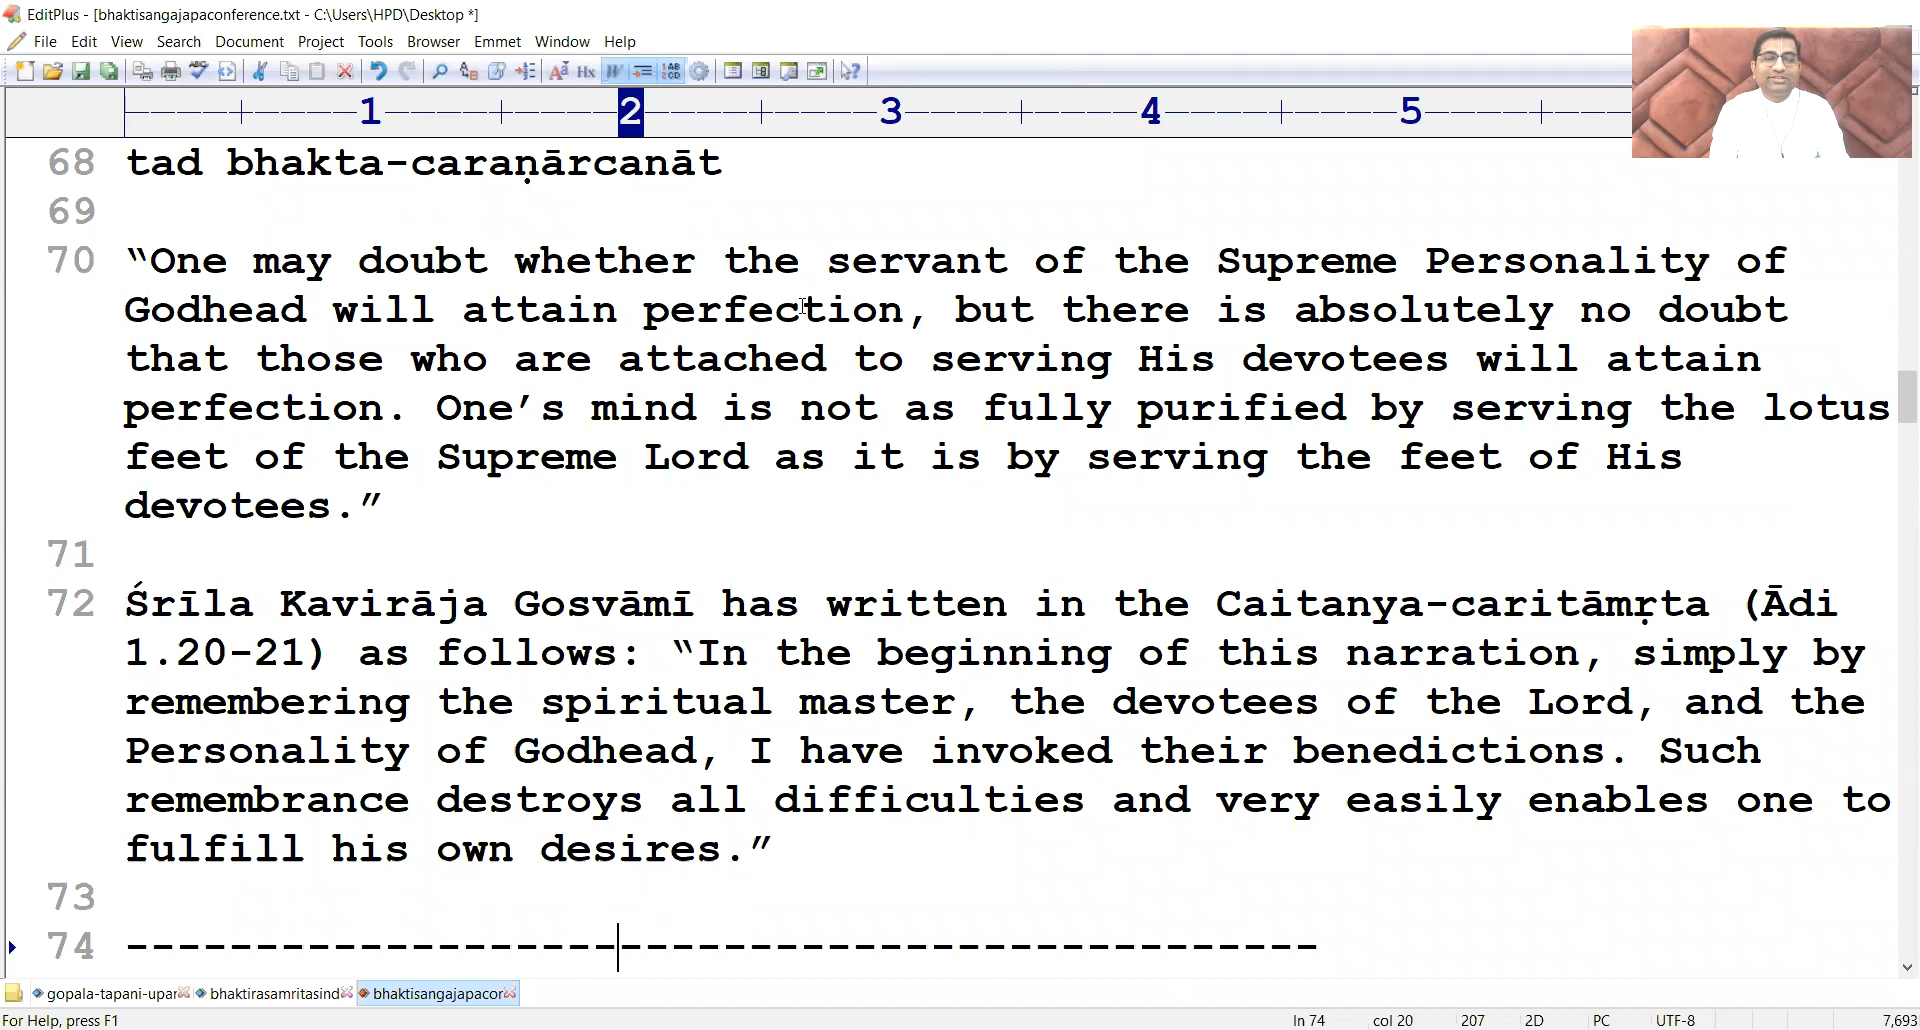 EditPlus - [bhaktisangajapaconference.txt - C:\Users\HPD\Desktop *]
File Edit View Search Document Project Tools Browser Emmet Window Help
1 2 3 4 5
68 tad bhakta-caraṇārcanāt
69
70 “One may doubt whether the servant of the Supreme Personality of
Godhead will attain perfection, but there is absolutely no doubt
that those who are attached to serving His devotees will attain
perfection. One’s mind is not as fully purified by serving the lotus
feet of the Supreme Lord as it is by serving the feet of His
devotees.”
71
72 Śrīla Kavirāja Gosvāmī has written in the Caitanya-caritāmṛta (Ādi
1.20-21) as follows: “In the beginning of this narration, simply by
remembering the spiritual master, the devotees of the Lord, and the
Personality of Godhead, I have invoked their benedictions. Such
remembrance destroys all difficulties and very easily enables one to
fulfill his own desires.”
73
74 ----------------------------------------------
gopala-tapani-upar bhaktirasamritasind bhaktisangajapacor
For Help, press F1 ln 74 col 20 207 2D PC UTF-8 7,693